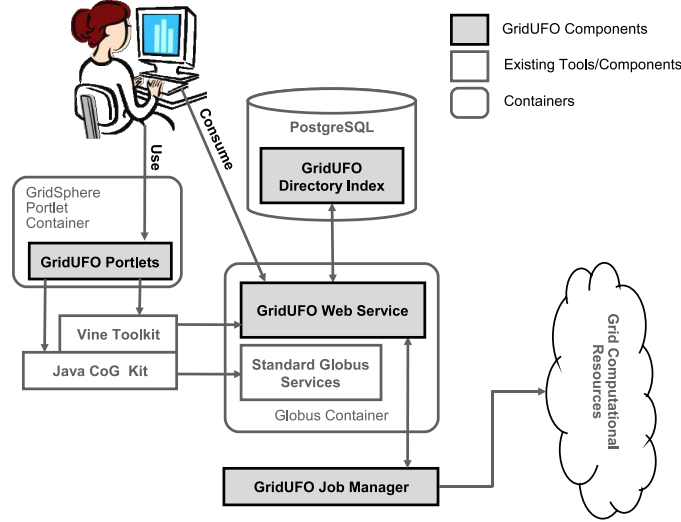 GridUFO Components
Existing Tools/Components
Containers
Use
Consume
PostgreSQL
GridUFO
Directory Index
GridSphere
Portlet
Container
GridUFO Portlets
GridUFO Web Service
Vine Toolkit
Java CoG Kit
Standard Globus
Services
Globus Container
GridUFO Job Manager
Grid Computational
Resources